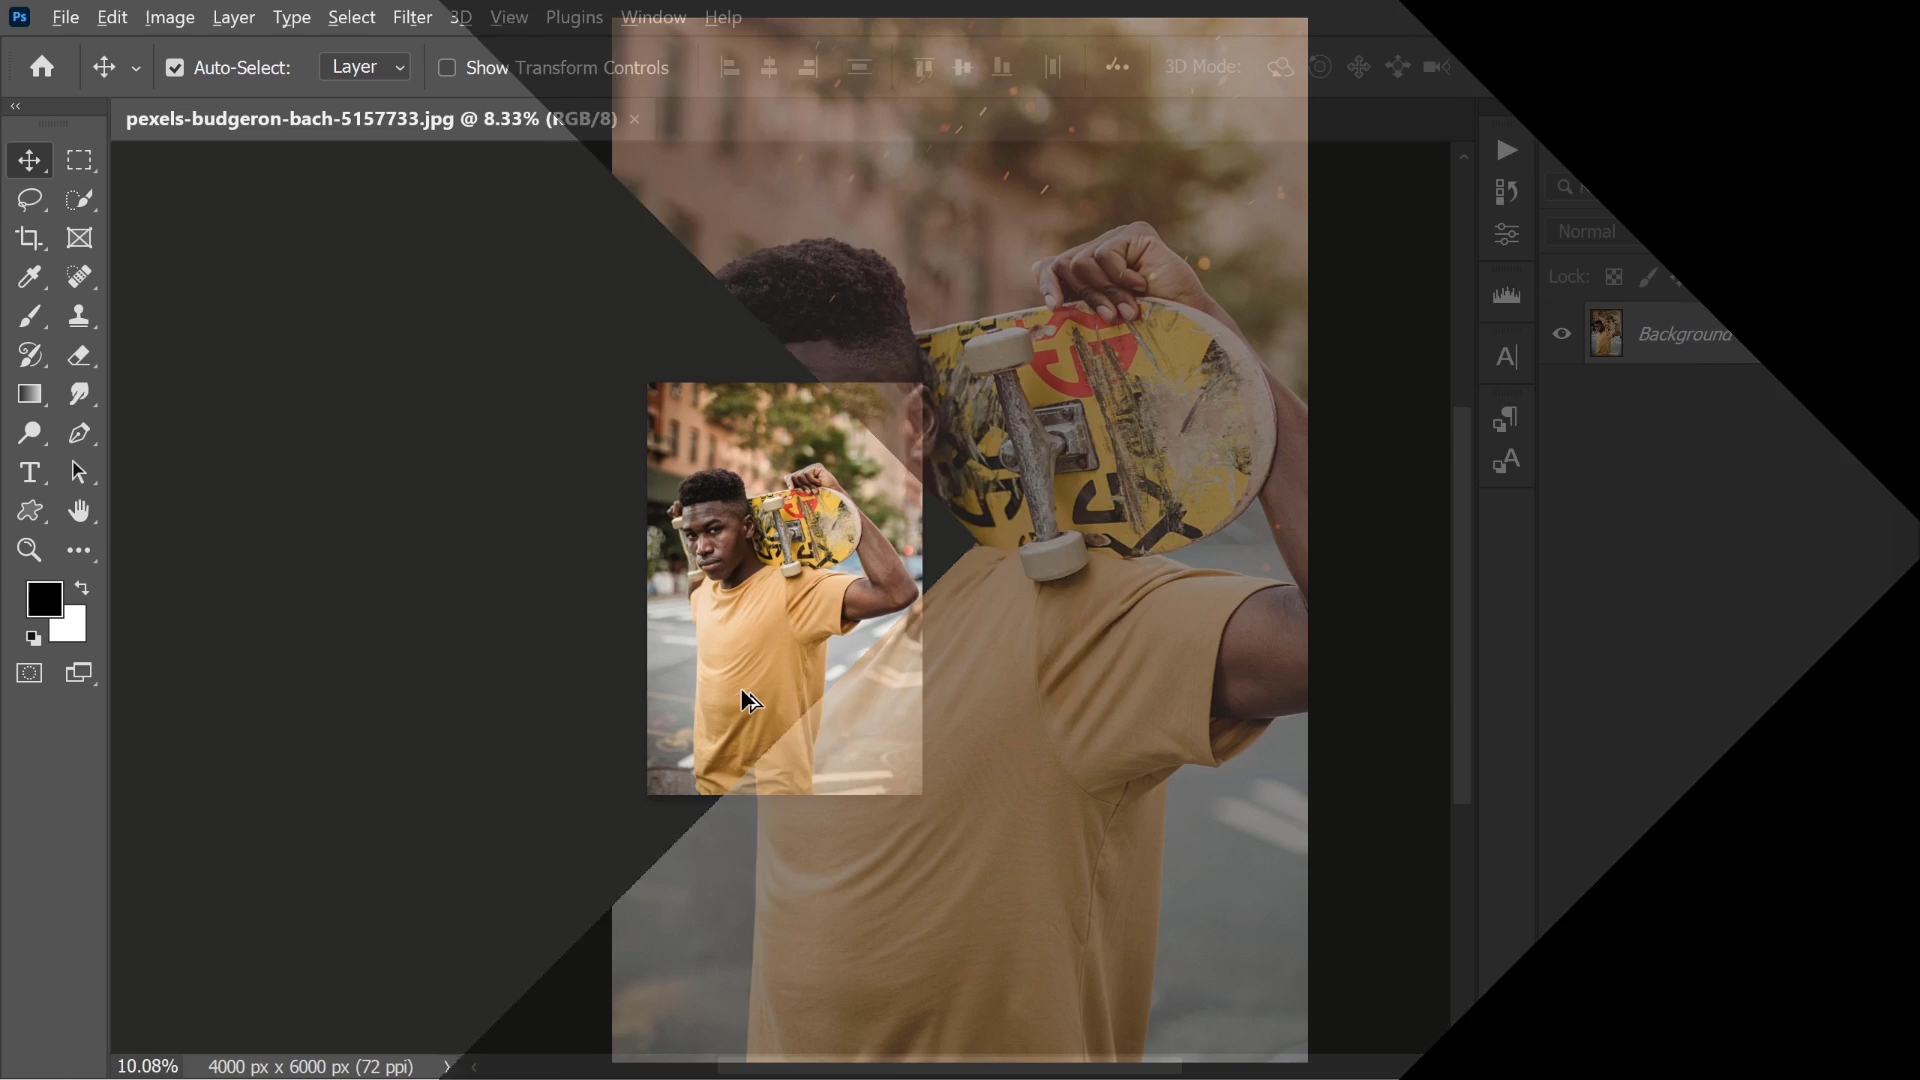 Ps File Edit Image Layer Type Select Filter 3D View Plugins Window Help
Auto-Select: Layer Show Transform Controls 3D Mode:
pexels-budgeron-bach-5157733.jpg @ 8.33% (RGB/8) ×
Normal
Lock:
Background
10.08% 4000 px x 6000 px (72 ppi)